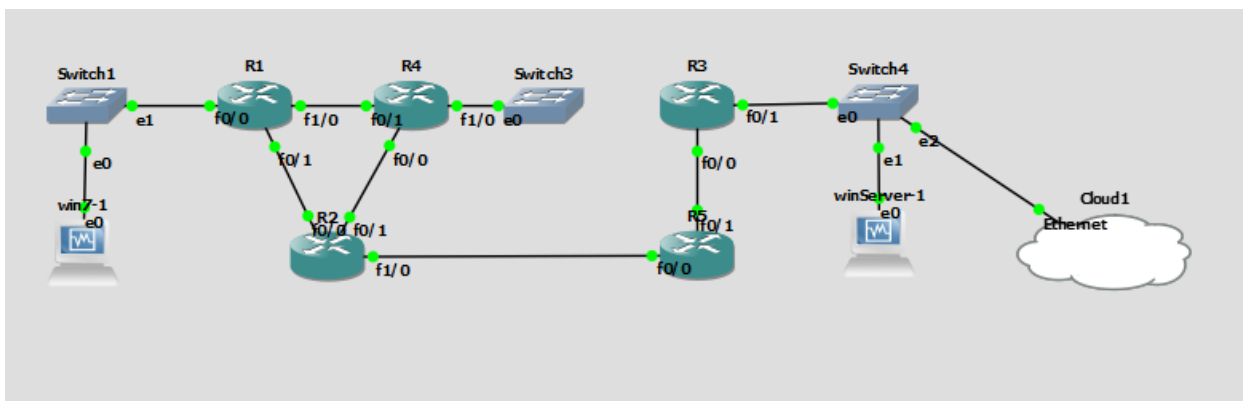 Switch1
R1
R4
Switch3
R3
Switch4
e1
f0/0
f1/0
f0/1
f1/0
e0
f0/1
e0
e0
f0/1
f0/0
f0/0
e1
e2
win7-1
e0
R2
f0/0
f0/1
R5
f0/1
winServer-1
e0
Cloud1
Ethernet
f1/0
f0/0